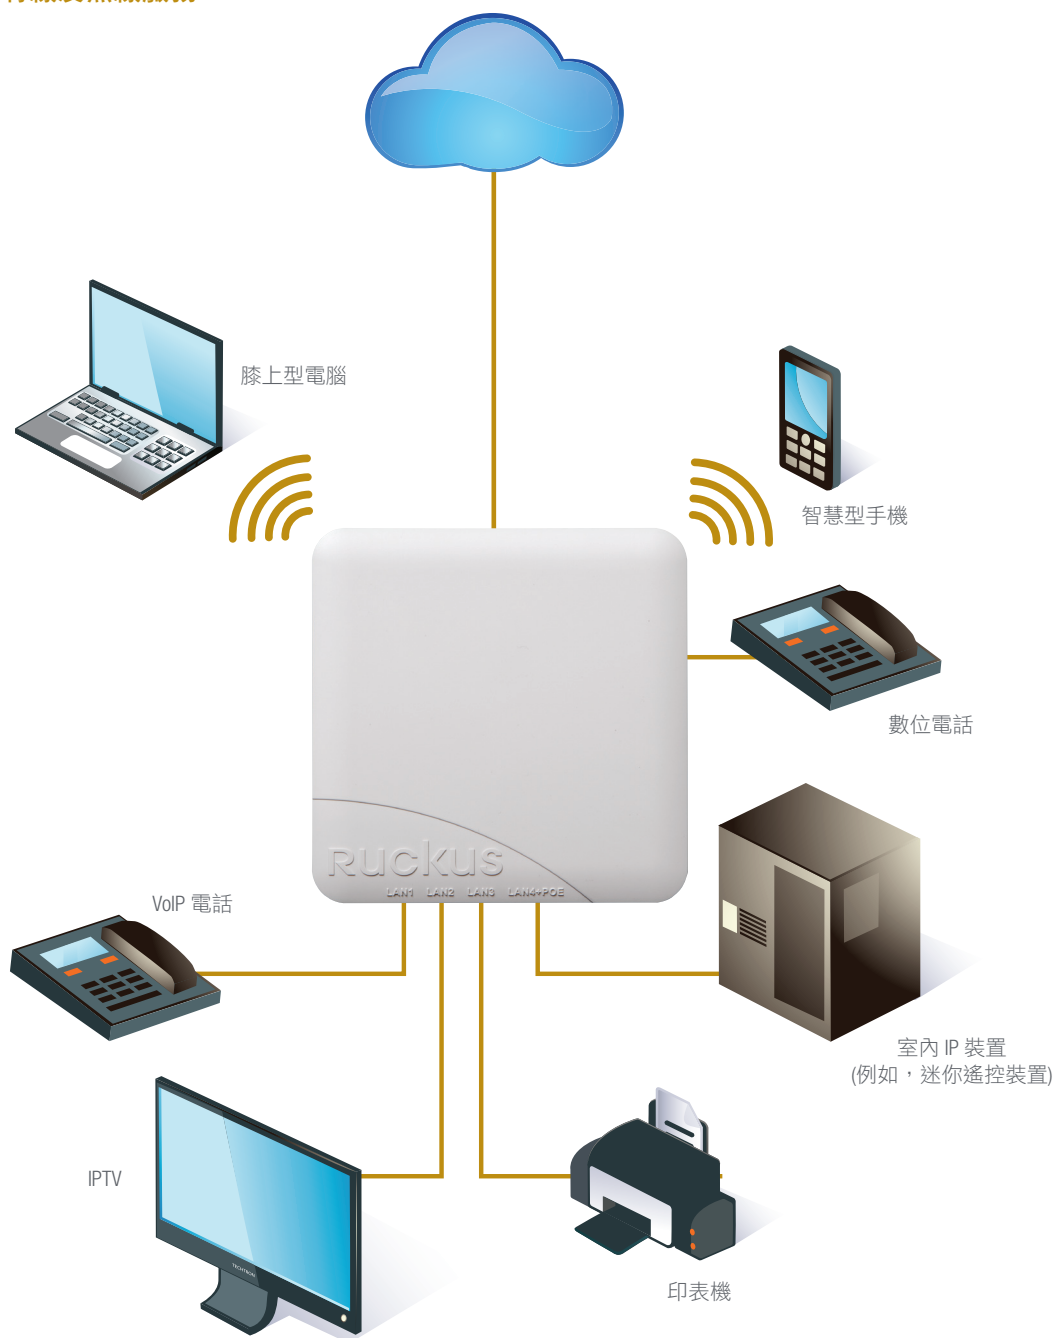 膝上型電腦
智慧型手機
數位電話
Ruckus
LAN1 LAN2 LAN3 LAN4+POE
VoIP 電話
室內 IP 裝置
(例如，迷你遙控裝置)
IPTV
TECHTRON
印表機